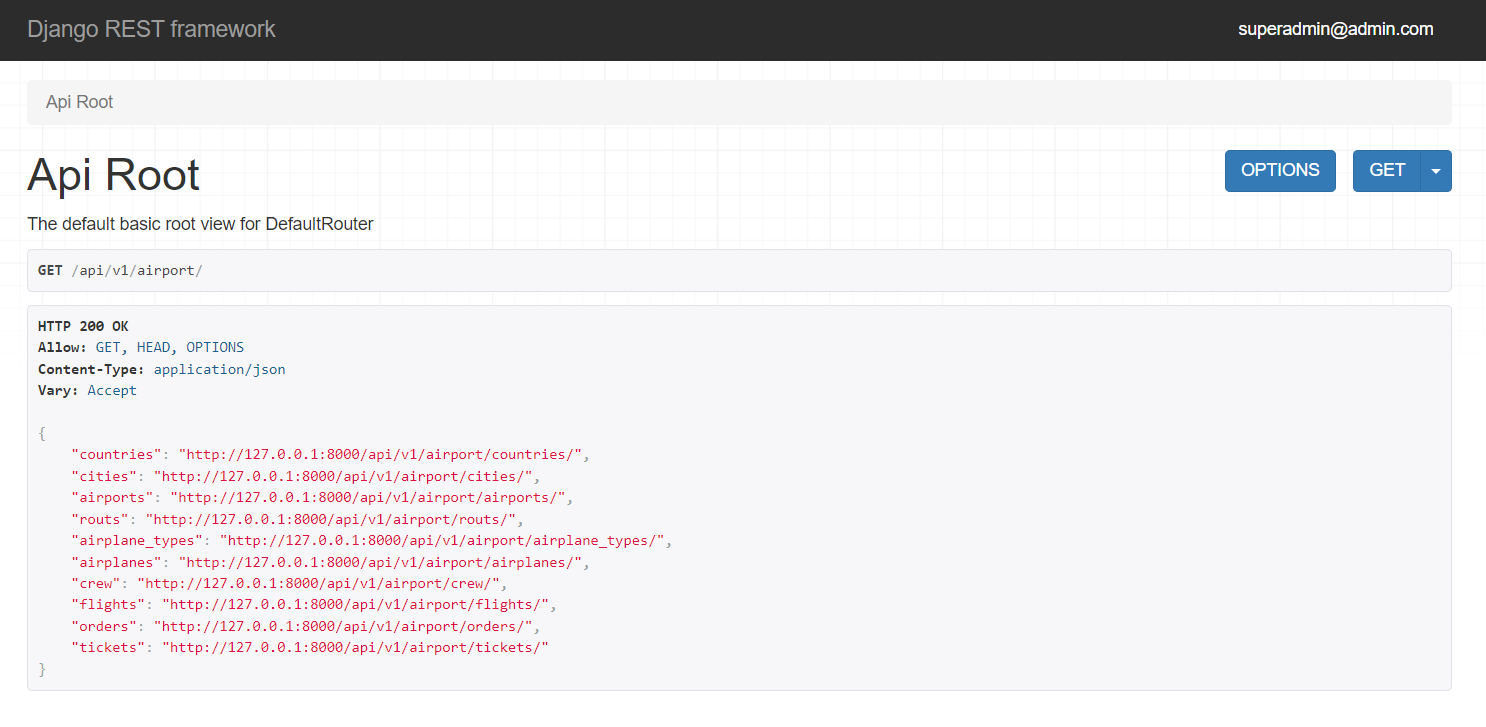 Django REST framework
superadmin@admin.com
Api Root
Api Root
OPTIONS
GET
The default basic root view for DefaultRouter
GET /api/v1/airport/
HTTP 200 OK
Allow: GET, HEAD, OPTIONS
Content-Type: application/json
Vary: Accept
{
    "countries": "http://127.0.0.1:8000/api/v1/airport/countries/",
    "cities": "http://127.0.0.1:8000/api/v1/airport/cities/",
    "airports": "http://127.0.0.1:8000/api/v1/airport/airports/",
    "routs": "http://127.0.0.1:8000/api/v1/airport/routs/",
    "airplane_types": "http://127.0.0.1:8000/api/v1/airport/airplane_types/",
    "airplanes": "http://127.0.0.1:8000/api/v1/airport/airplanes/",
    "crew": "http://127.0.0.1:8000/api/v1/airport/crew/",
    "flights": "http://127.0.0.1:8000/api/v1/airport/flights/",
    "orders": "http://127.0.0.1:8000/api/v1/airport/orders/",
    "tickets": "http://127.0.0.1:8000/api/v1/airport/tickets/"
}